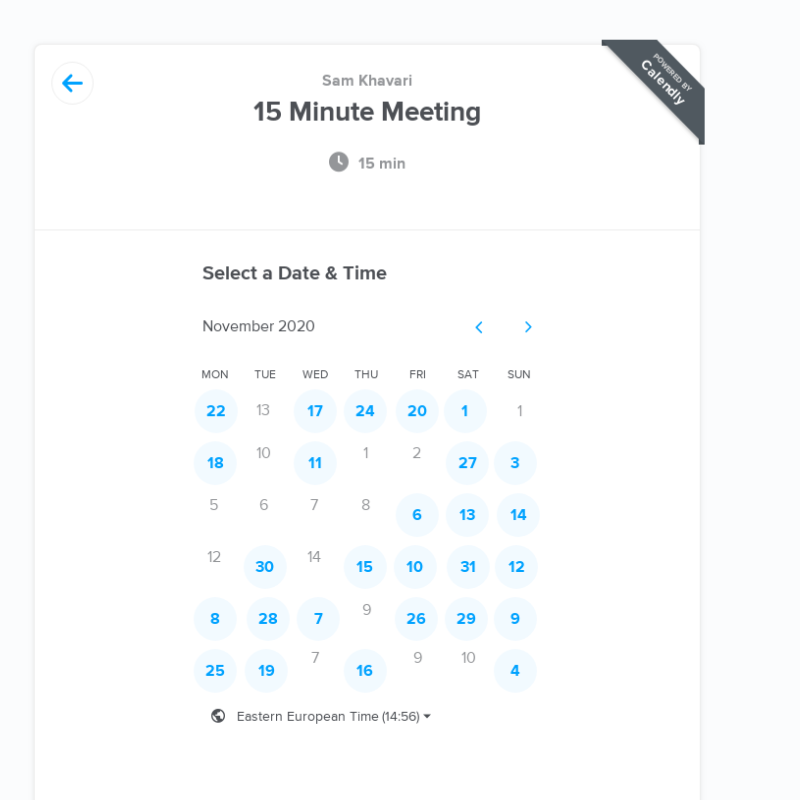 POWERED BY
Calendly
Sam Khavari
15 Minute Meeting
15 min
Select a Date & Time
November 2020
MON TUE WED THU FRI SAT SUN
22 13 17 24 20 1 1
18 10 11 1 2 27 3
5 6 7 8 6 13 14
12 30 14 15 10 31 12
8 28 7 9 26 29 9
25 19 7 16 9 10 4
Eastern European Time (14:56)